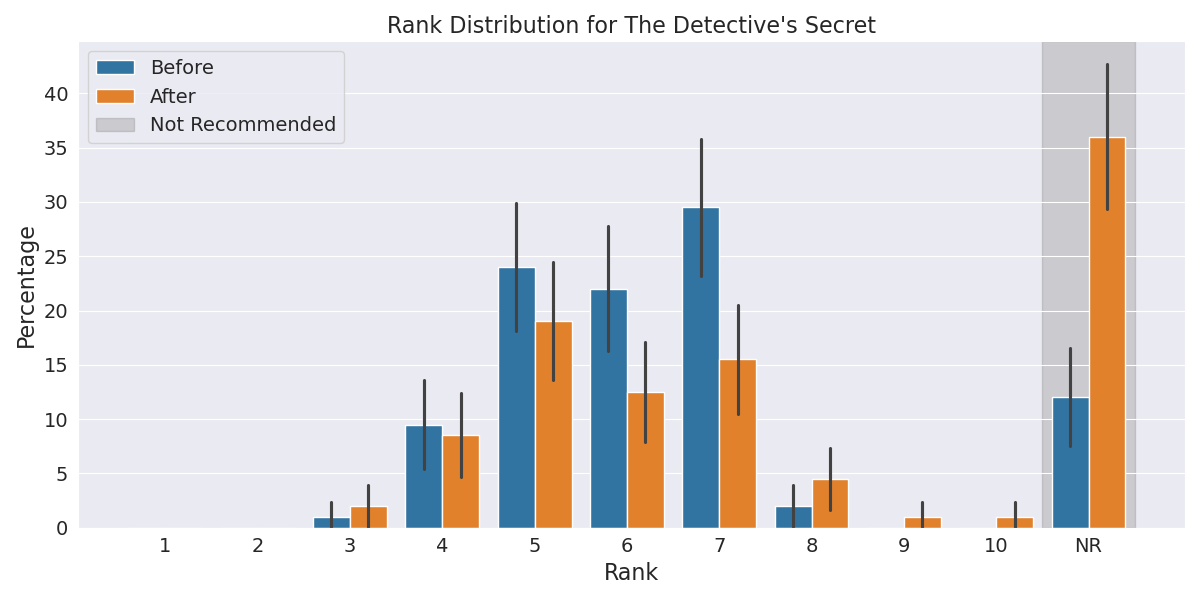 Rank Distribution for The Detective's Secret
Before
After
Not Recommended
Percentage
40
35
30
25
20
15
10
5
0
1 2 3 4 5 6 7 8 9 10 NR
Rank